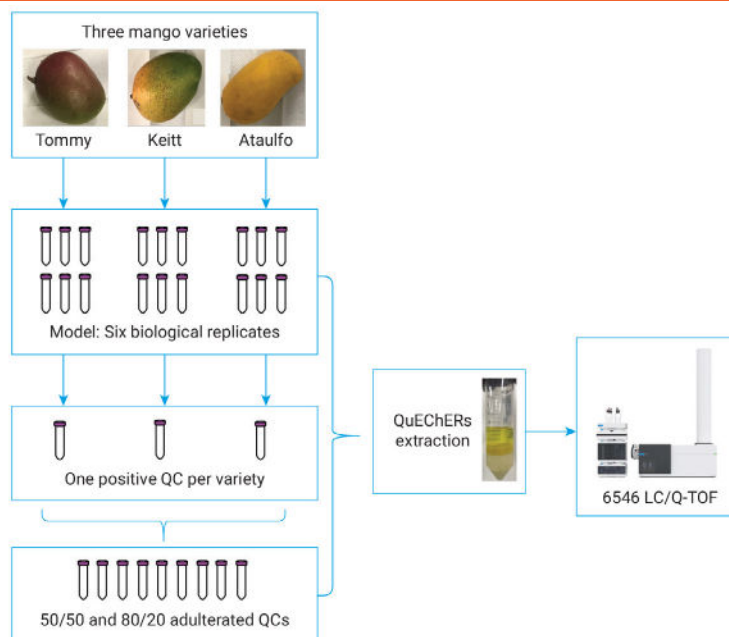 Three mango varieties
Tommy Keitt Ataulfo
Model: Six biological replicates
One positive QC per variety
50/50 and 80/20 adulterated QCs
QuEChERs
extraction
6546 LC/Q-TOF